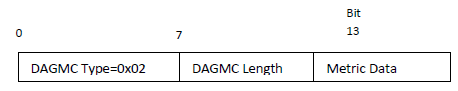 Bit
0 7 13
DAGMC Type=0x02 DAGMC Length Metric Data